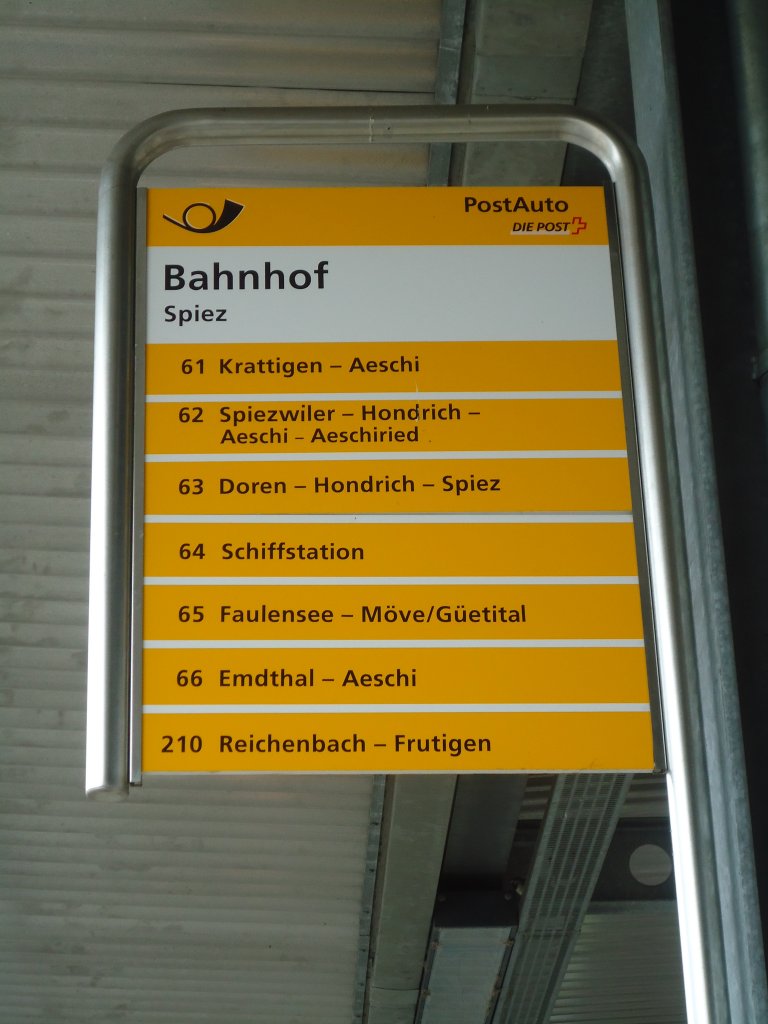 PostAuto
DIE POST
Bahnhof
Spiez
61 Krattigen – Aeschi
62 Spiezwiler – Hondrich –
Aeschi – Aeschiried
63 Doren – Hondrich – Spiez
64 Schiffstation
65 Faulensee – Möve/Güetital
66 Emdthal – Aeschi
210 Reichenbach – Frutigen